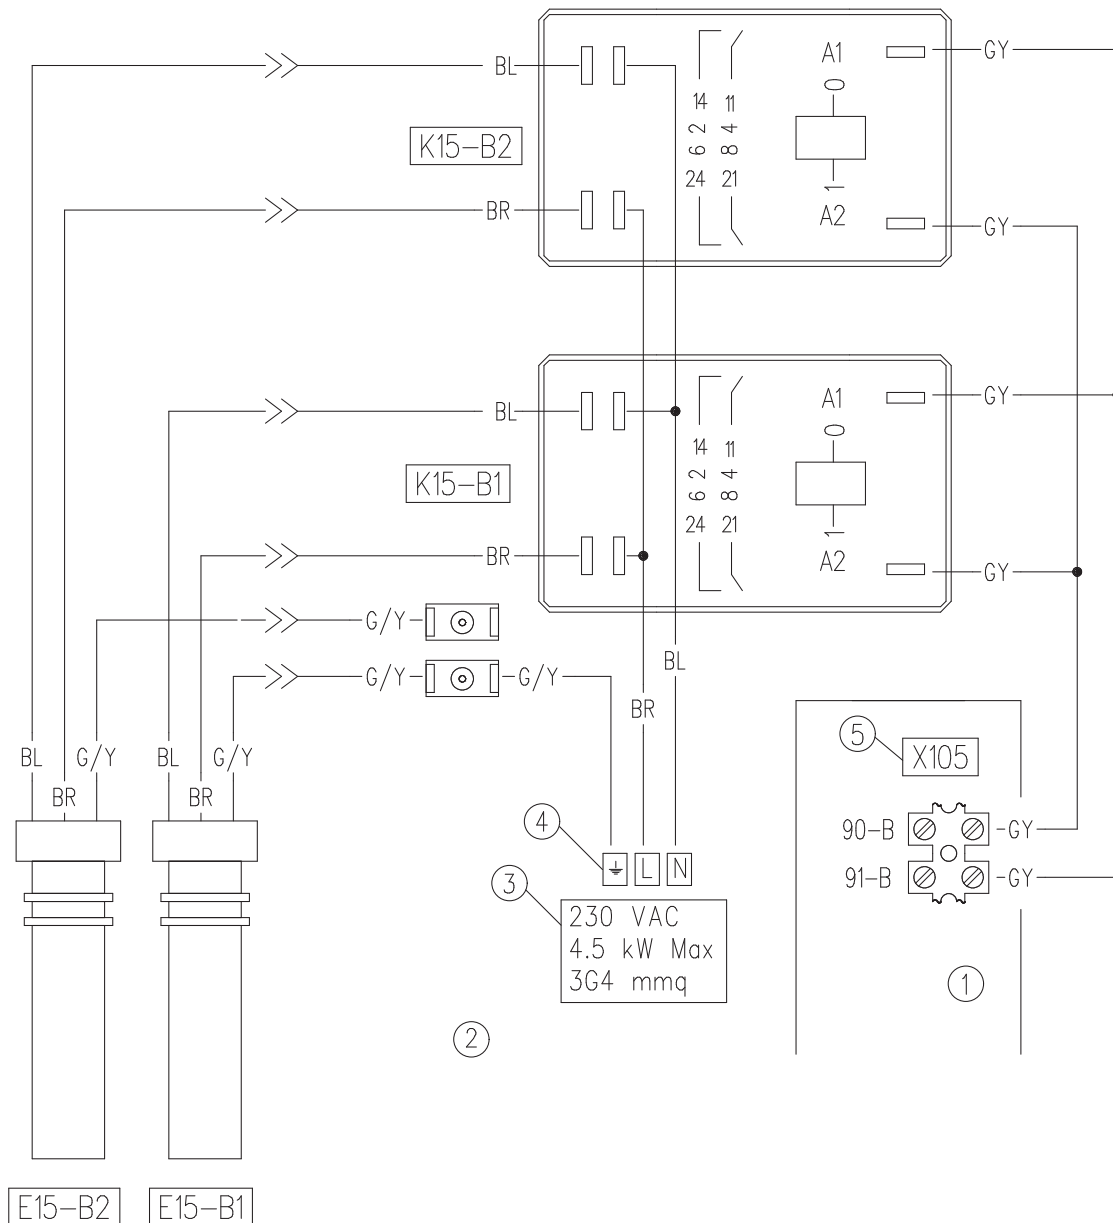 BL
A1
GY
0
14 11
2 4
K15-B2
6 8
24 21
1
BR
A2
GY
BL
A1
GY
0
14 11
2 4
K15-B1
6 8
24 21
1
BR
A2
GY
G/Y
G/Y
G/Y
BL
BR
5
X105
BL
G/Y
BL
G/Y
BR
BR
4
90-B
GY
L
N
91-B
GY
3
230 VAC
4.5 kW Max
3G4 mmq
1
2
E15-B2
E15-B1